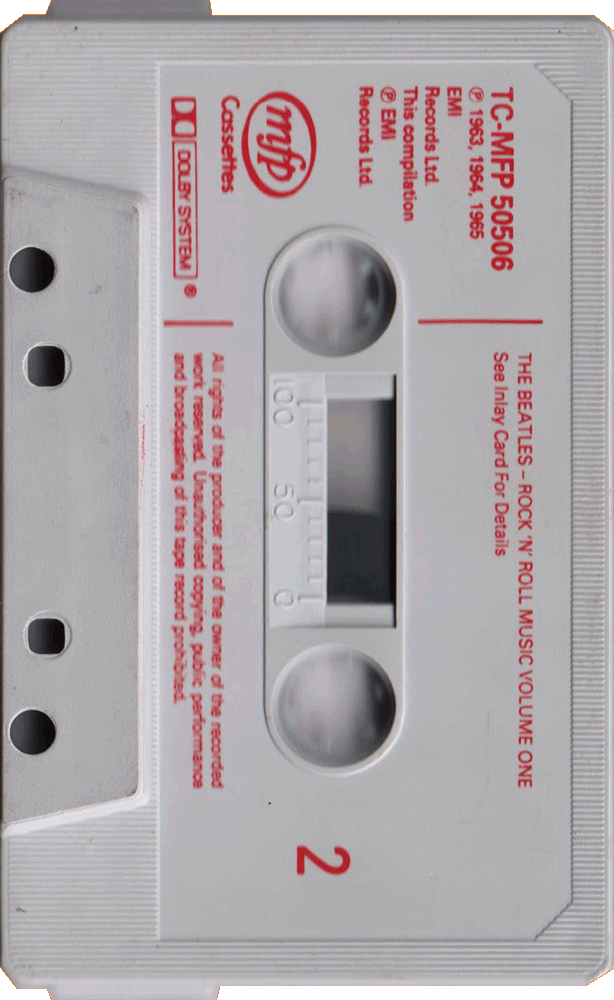 TC-MFP 50506
℗ 1963, 1964, 1965
EMI
Records Ltd.
This compilation
℗ EMI
Records Ltd.
THE BEATLES – ROCK 'N' ROLL MUSIC VOLUME ONE
See Inlay Card For Details
mfp
Cassettes
DOLBY SYSTEM ®
100 50 0
2
All rights of the producer and of the owner of the recorded
work reserved. Unauthorised copying, public performance
and broadcasting of this tape record prohibited.